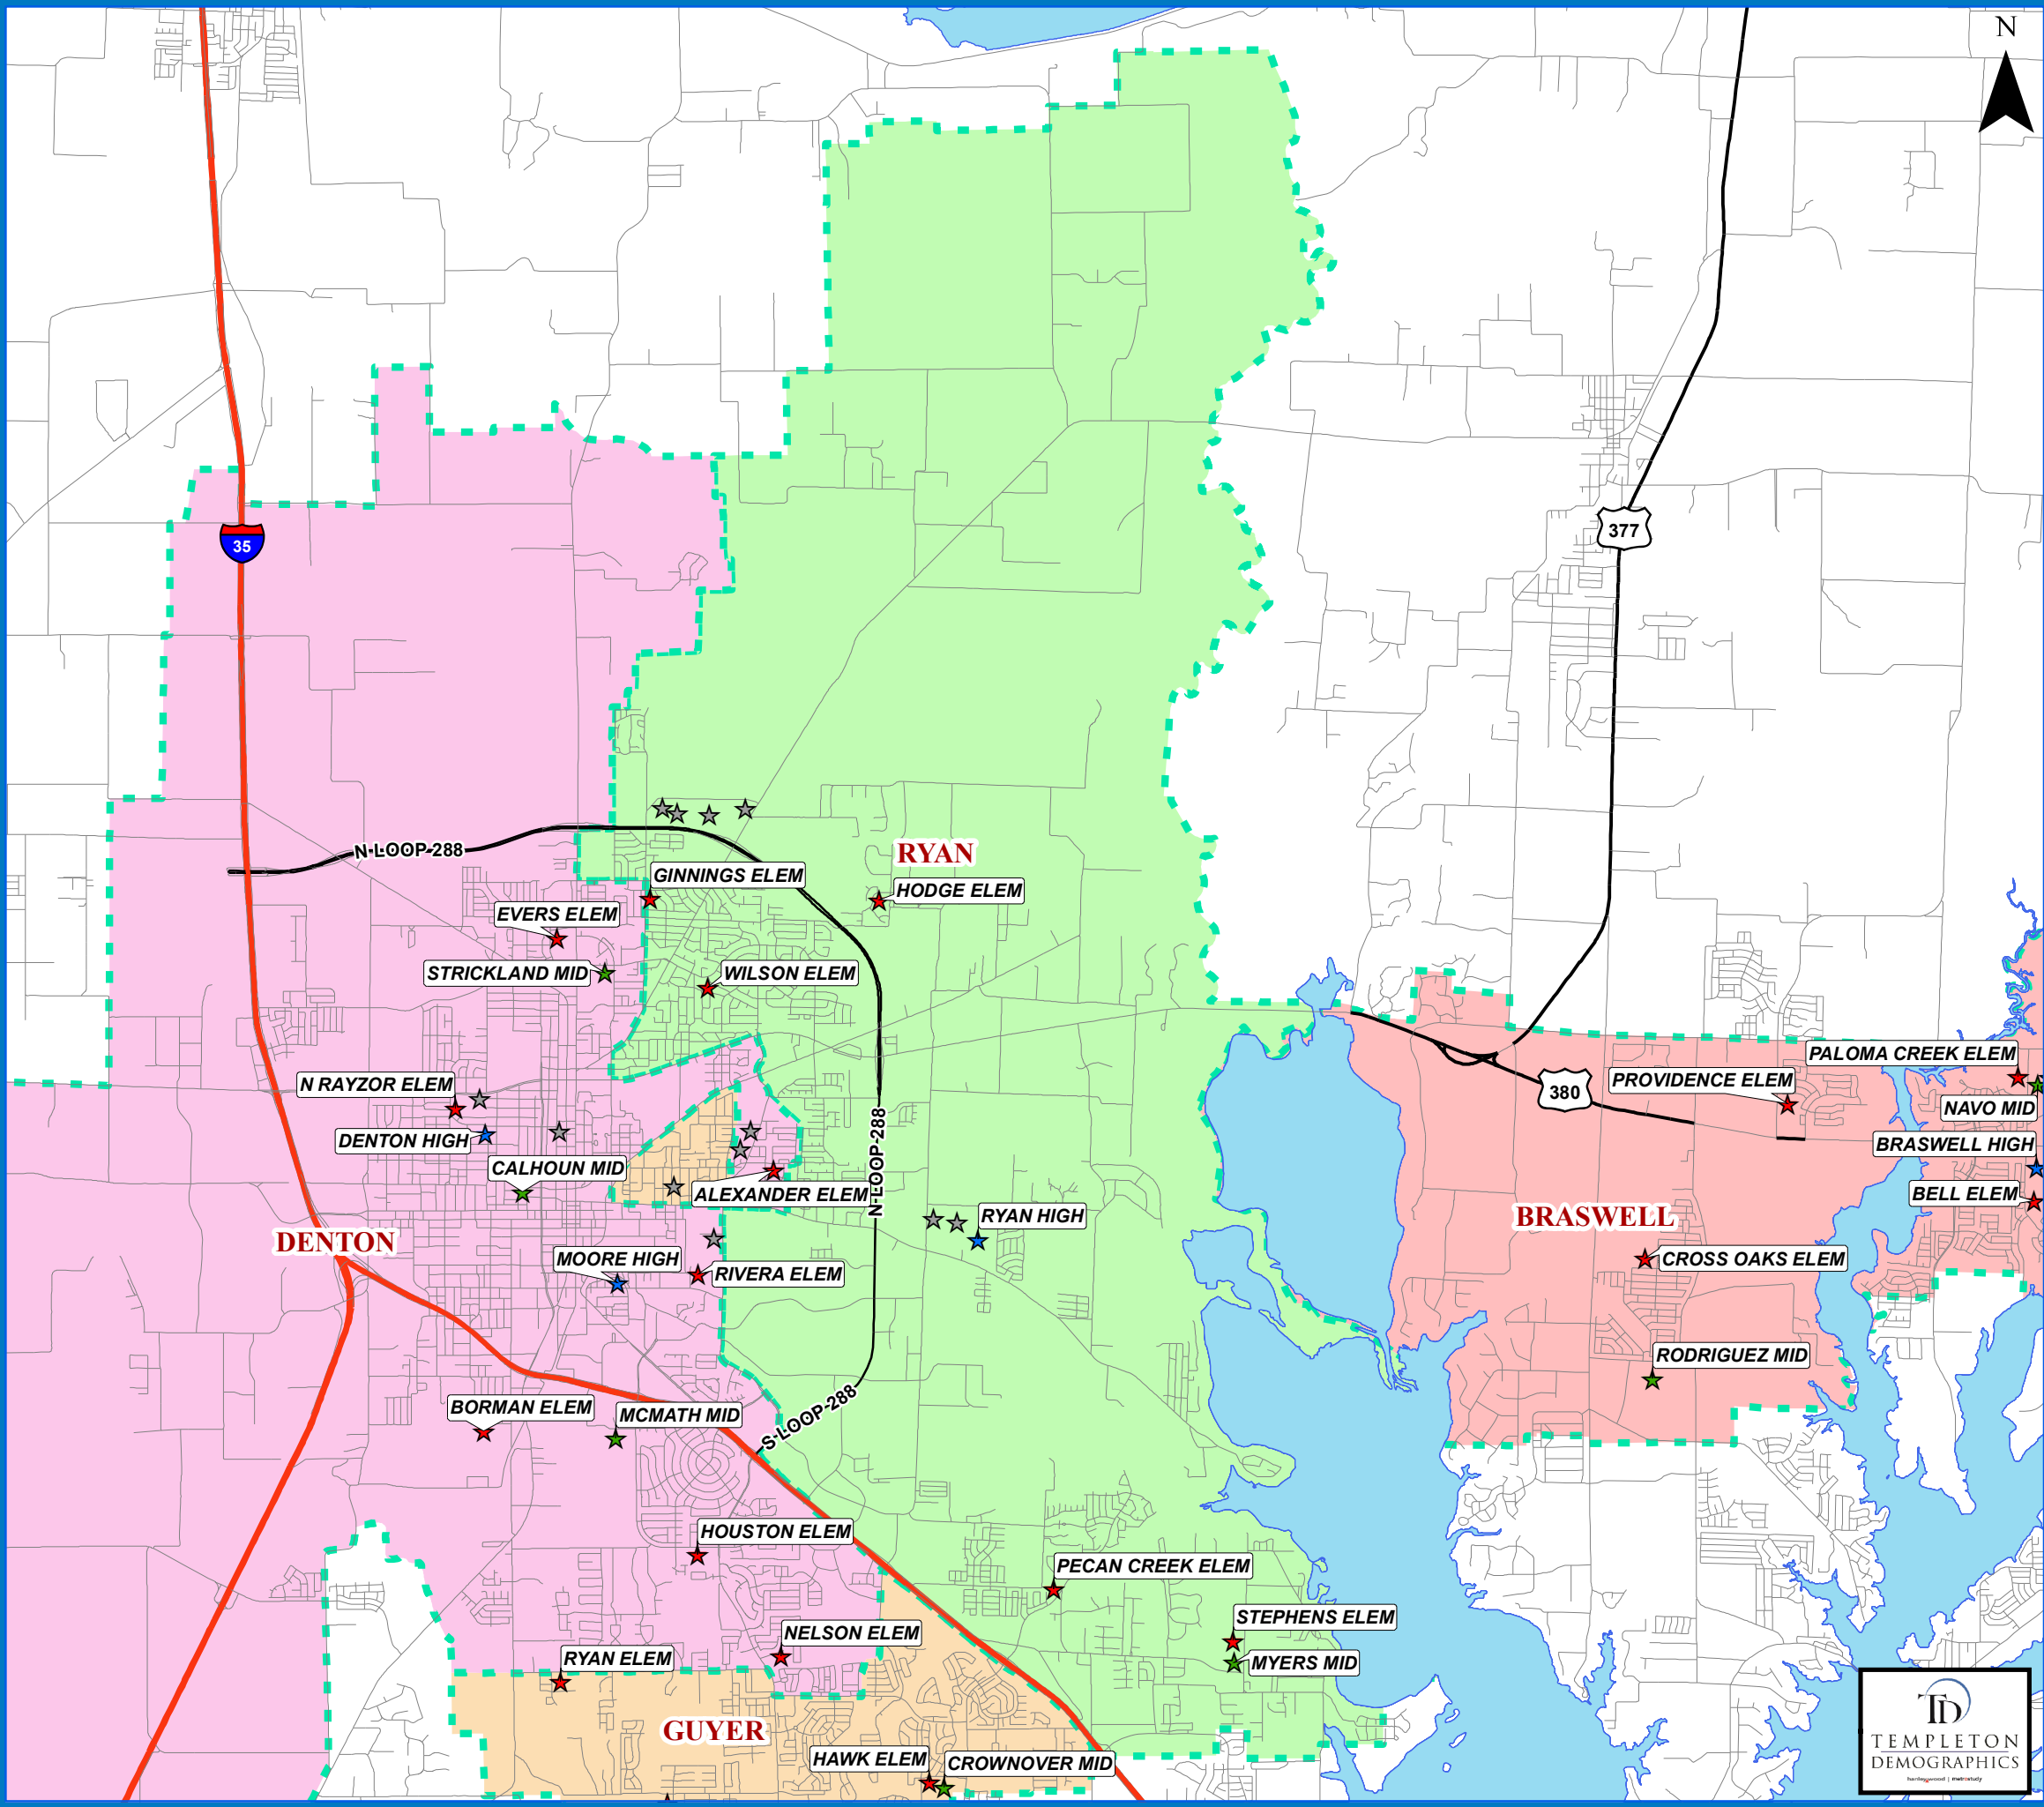 N
35
377
N-LOOP-288
RYAN
GINNINGS ELEM
HODGE ELEM
EVERS ELEM
STRICKLAND MID
WILSON ELEM
PALOMA CREEK ELEM
N RAYZOR ELEM
380
PROVIDENCE ELEM
NAVO MID
DENTON HIGH
BRASWELL HIGH
CALHOUN MID
N-LOOP-288
ALEXANDER ELEM
BELL ELEM
RYAN HIGH
BRASWELL
DENTON
MOORE HIGH
CROSS OAKS ELEM
RIVERA ELEM
RODRIGUEZ MID
BORMAN ELEM
MCMATH MID
S-LOOP-288
HOUSTON ELEM
PECAN CREEK ELEM
STEPHENS ELEM
NELSON ELEM
RYAN ELEM
MYERS MID
GUYER
HAWK ELEM
CROWNOVER MID
TD
TEMPLETON
DEMOGRAPHICS
hanleywood | metrostudy